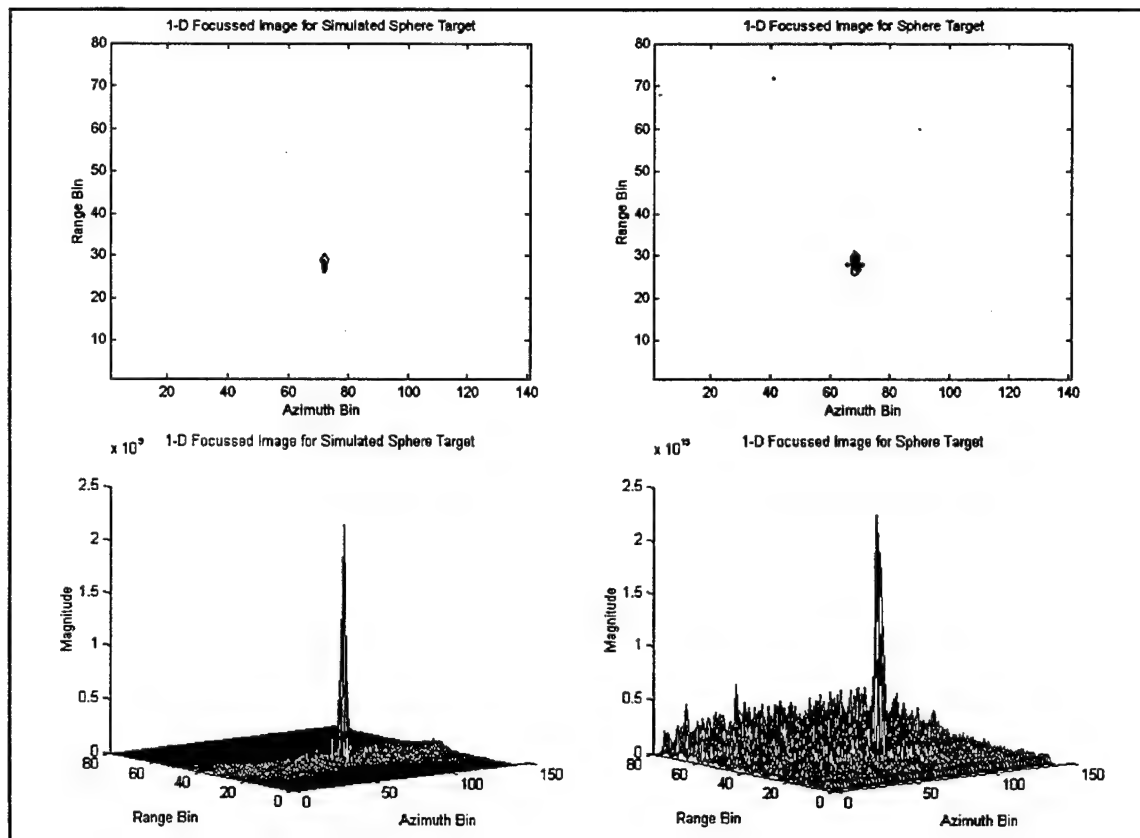 1-D Focussed Image for Simulated Sphere Target
80
70
60
50
40
30
20
10
Range Bin
20 40 60 80 100 120 140
Azimuth Bin
1-D Focussed Image for Sphere Target
80
70
60
50
40
30
20
10
Range Bin
20 40 60 80 100 120 140
Azimuth Bin
1-D Focussed Image for Simulated Sphere Target
2.5
2
1.5
1
0.5
0
Magnitude
80 60 40 20 0
Range Bin
0 50 100 150
Azimuth Bin
1-D Focussed Image for Sphere Target
x 10
2.5
2
1.5
1
0.5
0
Magnitude
80 60 40 20 0
Range Bin
0 50 100 150
Azimuth Bin